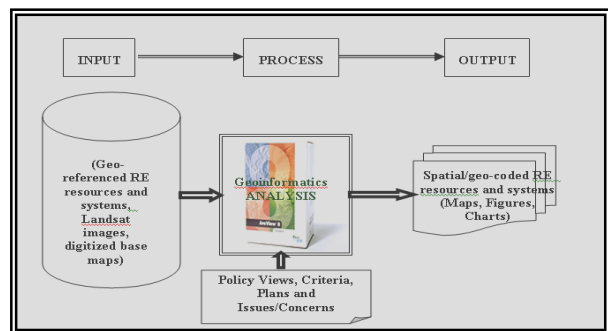 INPUT
PROCESS
OUTPUT
(Geo-
referenced RE
resources and
systems,
Landsat
images,
digitized base
maps)
Geoinformatics
ANALYSIS
Spatial/geo-coded RE
resources and systems
(Maps, Figures,
Charts)
Policy Views, Criteria,
Plans and
Issues/Concerns